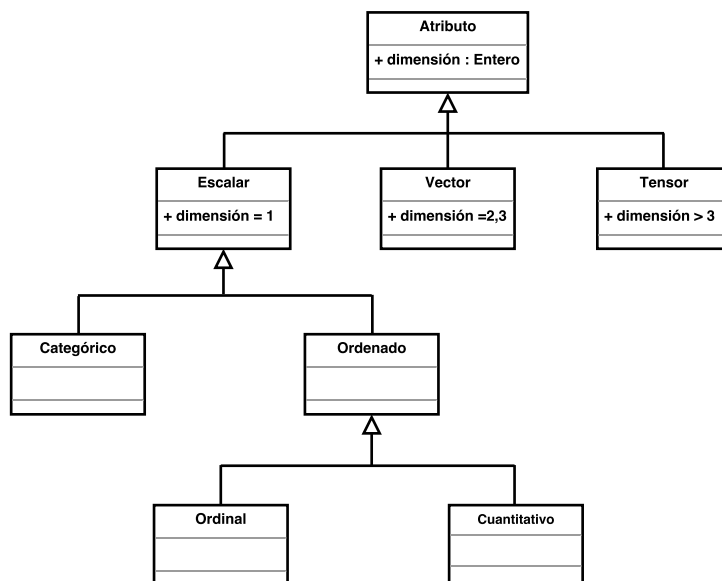 Atributo
+ dimensión : Entero
Escalar
+ dimensión = 1
Vector
+ dimensión =2,3
Tensor
+ dimensión > 3
Categórico
Ordenado
Ordinal
Cuantitativo